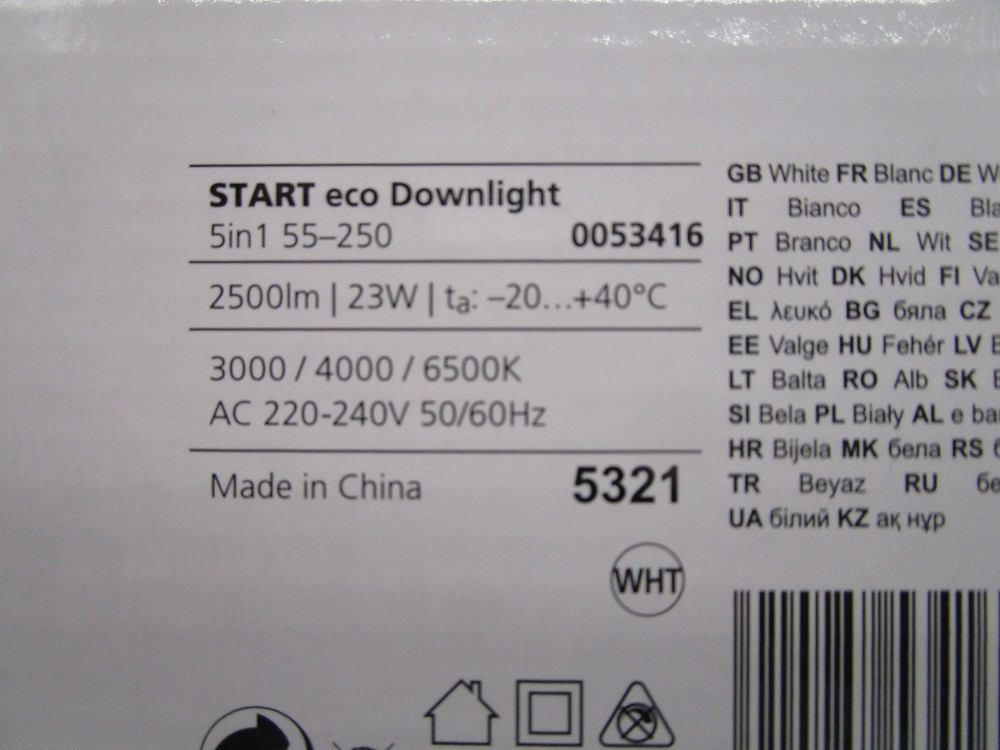 START eco Downlight
5in1 55–250 0053416
2500lm | 23W | ta: –20...+40°C
3000 / 4000 / 6500K
AC 220-240V 50/60Hz
Made in China 5321
WHT
GB White FR Blanc DE
IT Bianco ES
PT Branco NL Wit SE
NO Hvit DK Hvid FI
EL λευκό BG бяла CZ
EE Valge HU Fehér LV
LT Balta RO Alb SK
SI Bela PL Biały AL e
HR Bijela MK бела RS
TR Beyaz RU
UA білий KZ ақ нұр